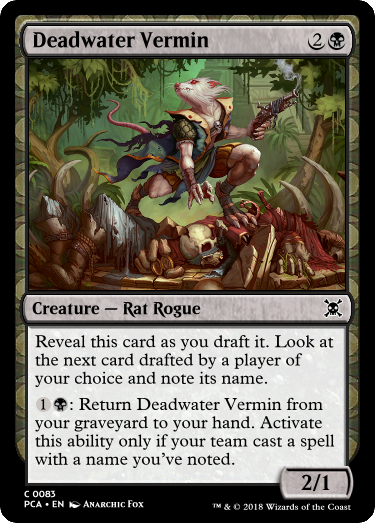 Deadwater Vermin 2
Creature — Rat Rogue
Reveal this card as you draft it. Look at
the next card drafted by a player of
your choice and note its name.
1 : Return Deadwater Vermin from
your graveyard to your hand. Activate
this ability only if your team cast a spell
with a name you've noted.
2/1
C 0083
PCA • EN Anarchic Fox ™ & © 2018 Wizards of the Coast